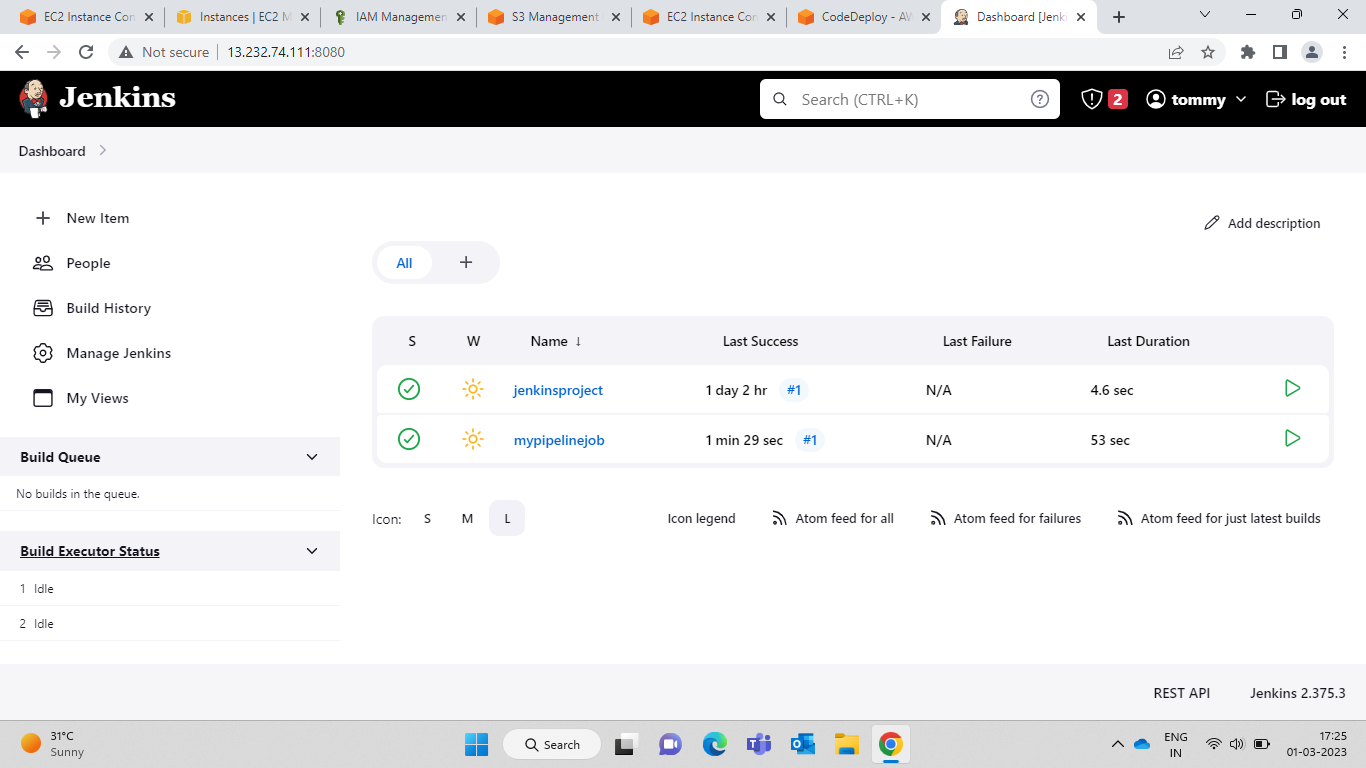 EC2 Instance Con
Instances | EC2 M
IAM Managemen
S3 Management
EC2 Instance Con
CodeDeploy - AW
Dashboard [Jenk
Not secure
13.232.74.111:8080
Jenkins
Search (CTRL+K)
2
tommy
log out
Dashboard
New Item
People
Build History
Manage Jenkins
My Views
Build Queue
No builds in the queue.
Build Executor Status
1 Idle
2 Idle
Add description
All
S W Name ↓ Last Success Last Failure Last Duration
jenkinsproject 1 day 2 hr #1 N/A 4.6 sec
mypipelinejob 1 min 29 sec #1 N/A 53 sec
Icon: S M L
Icon legend
Atom feed for all
Atom feed for failures
Atom feed for just latest builds
REST API
Jenkins 2.375.3
31°C
Sunny
Search
ENG
IN
17:25
01-03-2023